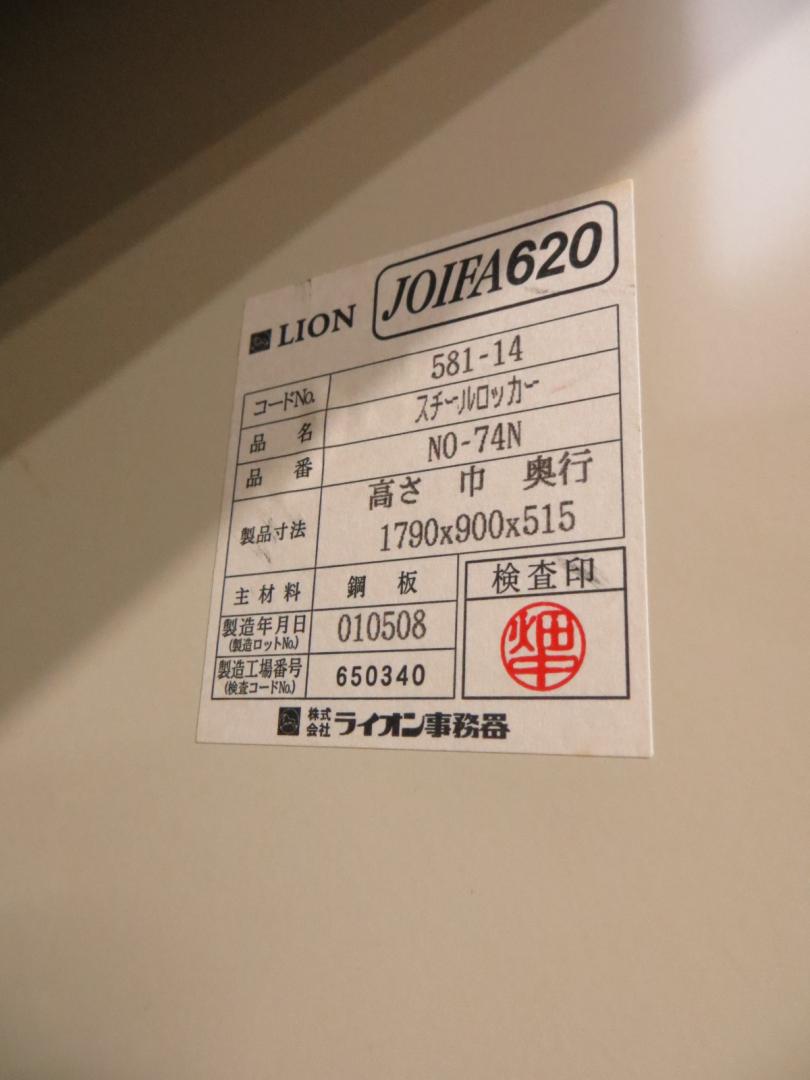 LION JOIFA620
コードNo. 581-14
品名 スチールロッカー
品番 NO-74N
製品寸法 高さ 巾 奥行
1790x900x515
主材料 鋼板
検査印
製造年月日 010508
(製造ロットNo.)
製造工場番号 650340
(検査コードNo.)
株式会社 ライオン事務器